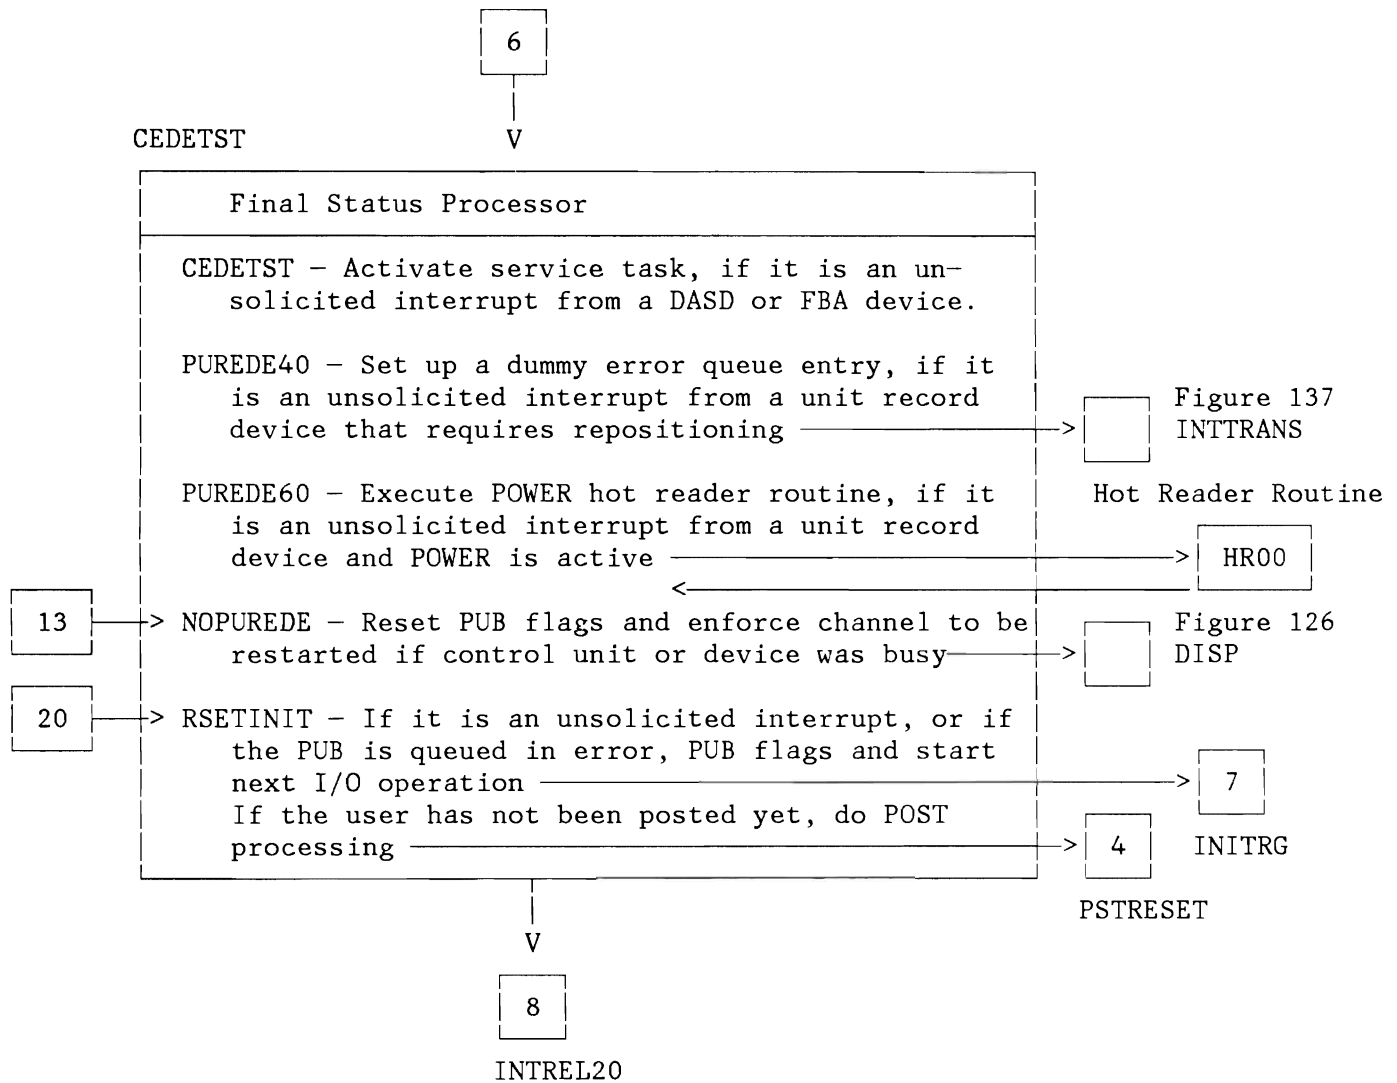 6
CEDETST V
Final Status Processor
CEDETST — Activate service task, if it is an un—
solicited interrupt from a DASD or FBA device.
PUREDE40 — Set up a dummy error queue entry, if it
is an unsolicited interrupt from a unit record
device that requires repositioning
Figure 137
INTTRANS
PUREDE60 — Execute POWER hot reader routine, if it
is an unsolicited interrupt from a unit record
device and POWER is active
Hot Reader Routine
HR00
13
NOPUREDE — Reset PUB flags and enforce channel to be
restarted if control unit or device was busy
Figure 126
DISP
20
RSETINIT — If it is an unsolicited interrupt, or if
the PUB is queued in error, PUB flags and start
next I/O operation
7
INITRG
If the user has not been posted yet, do POST
processing
4
PSTRESET
V
8
INTREL20